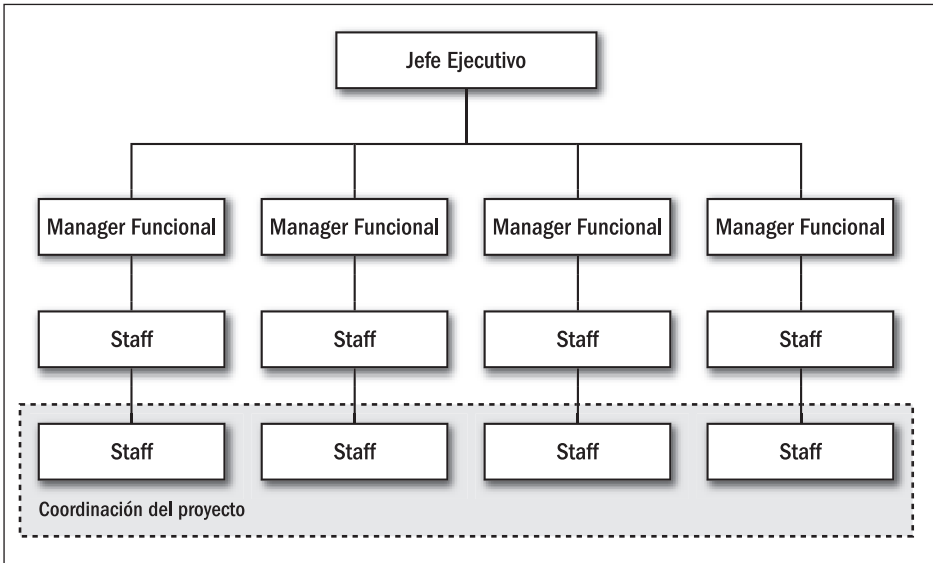 Jefe Ejecutivo
Manager Funcional
Manager Funcional
Manager Funcional
Manager Funcional
Staff
Staff
Staff
Staff
Staff
Staff
Staff
Staff
Coordinación del proyecto